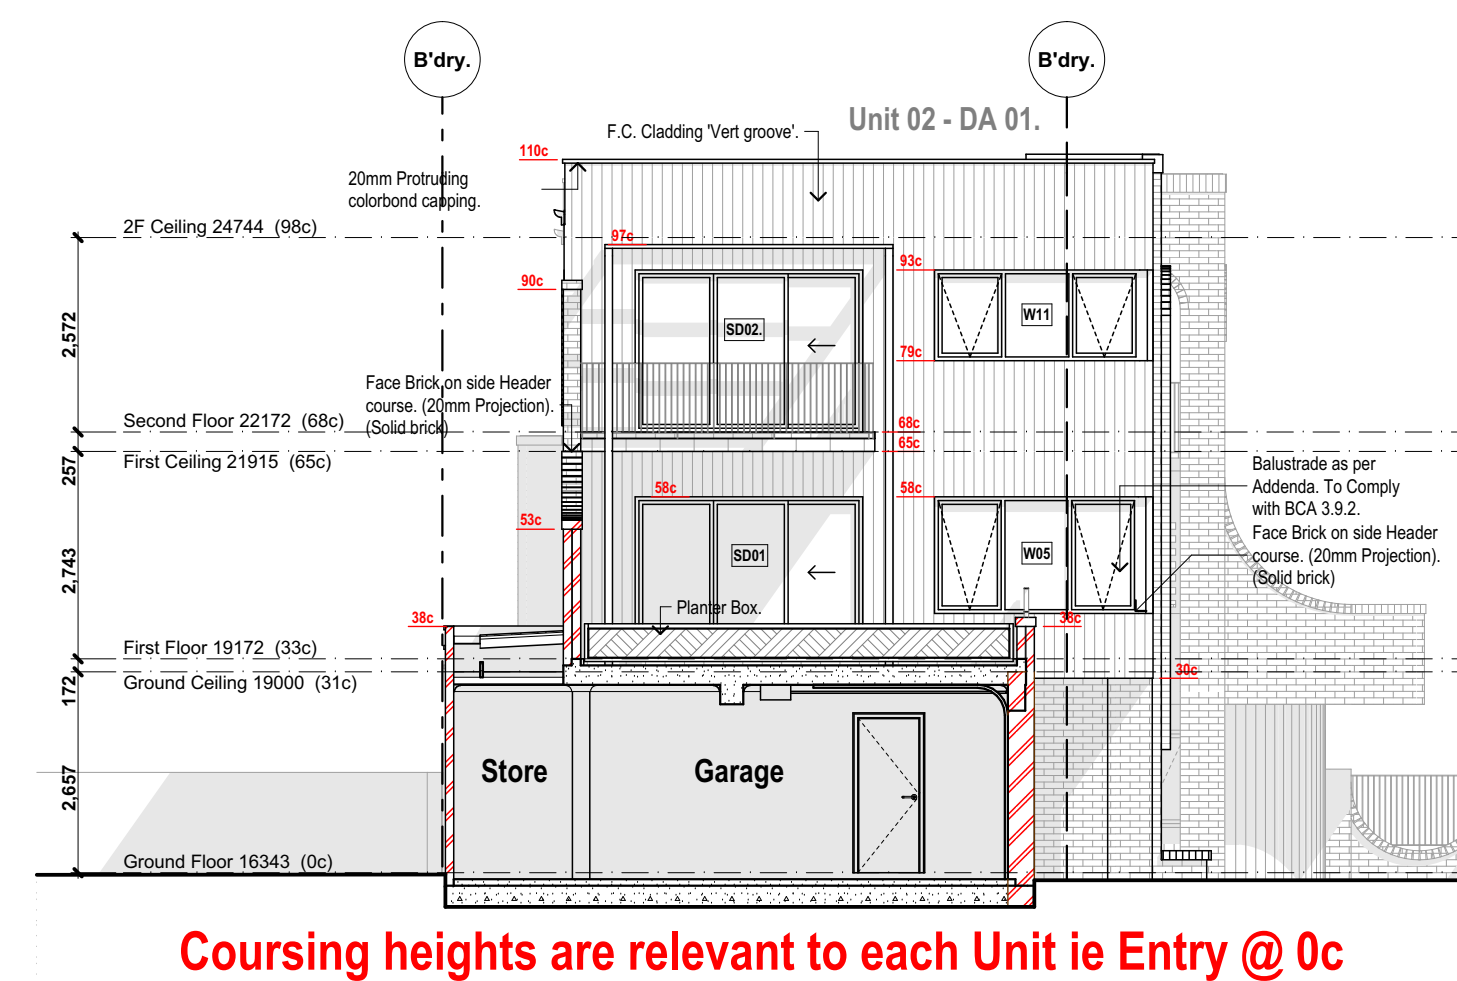 B'dry.
B'dry.
Unit 02 - DA 01.
F.C. Cladding 'Vert groove'.
110c
20mm Protruding
colorbond capping.
2F Ceiling 24744 (98c)
97c
93c
90c
SD02.
W11
2,572
79c
Face Brick on side Header
course. (20mm Projection).
(Solid brick)
Second Floor 22172 (68c)
68c
65c
First Ceiling 21915 (65c)
257
Balustrade as per
Addenda. To Comply
with BCA 3.9.2.
Face Brick on side Header
course. (20mm Projection).
(Solid brick)
58c
58c
53c
SD01
W05
2,743
Planter Box.
38c
38c
First Floor 19172 (33c)
30c
Ground Ceiling 19000 (31c)
172
Store
Garage
2,657
Ground Floor 16343 (0c)
Coursing heights are relevant to each Unit ie Entry @ 0c